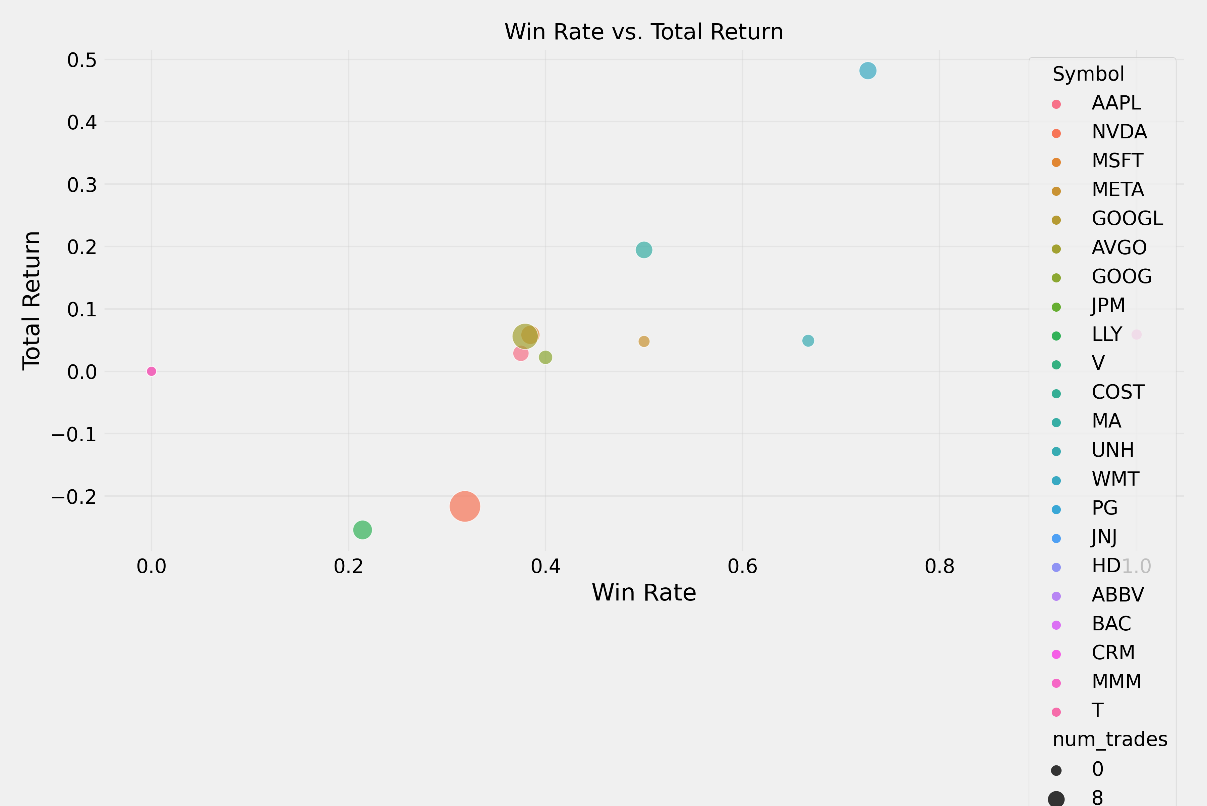 Win Rate vs. Total Return
Total Return
0.5
0.4
0.3
0.2
0.1
0.0
−0.1
−0.2
0.0
0.2
0.4
0.6
0.8
1.0
Win Rate
Symbol
AAPL
NVDA
MSFT
META
GOOGL
AVGO
GOOG
JPM
LLY
V
COST
MA
UNH
WMT
PG
JNJ
HD
ABBV
BAC
CRM
MMM
T
num_trades
0
8